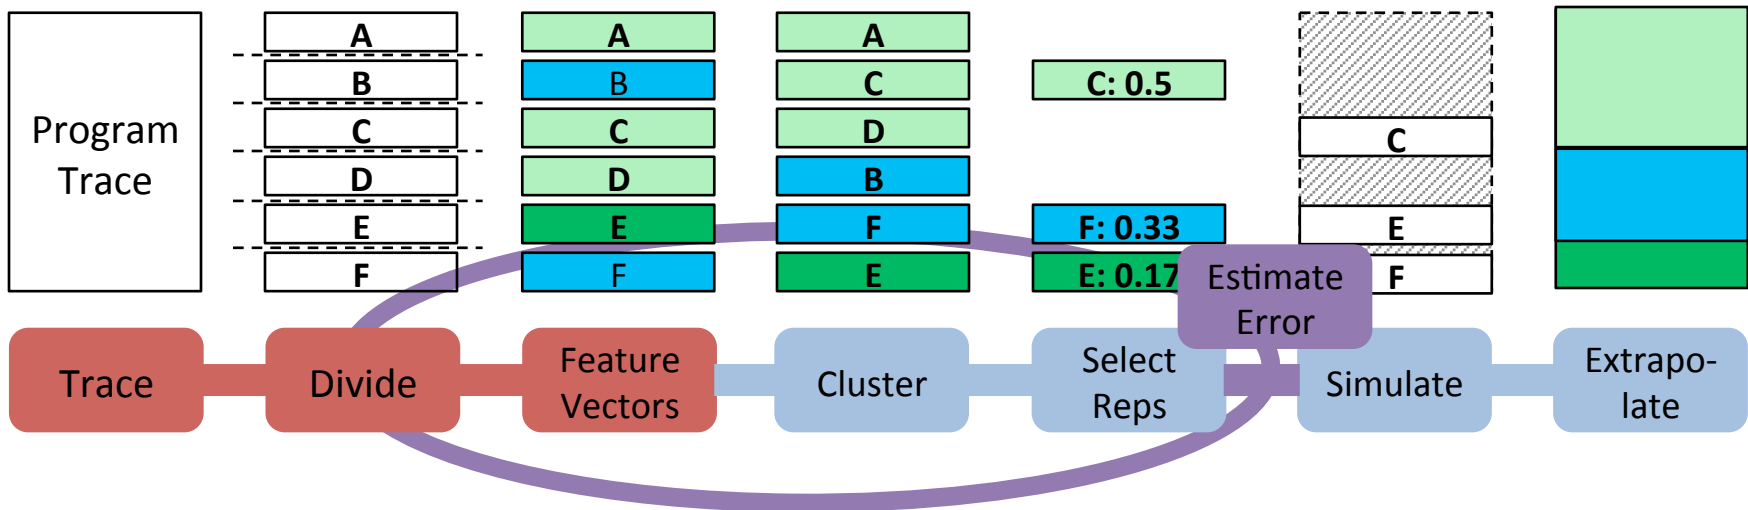 Program
Trace
A
B
C
D
E
F
A
B
C
D
E
F
A
C
D
B
F
E
C: 0.5
F: 0.33
E: 0.17
C
E
F
Estimate
Error
Trace
Divide
Feature
Vectors
Cluster
Select
Reps
Simulate
Extrapo-
late